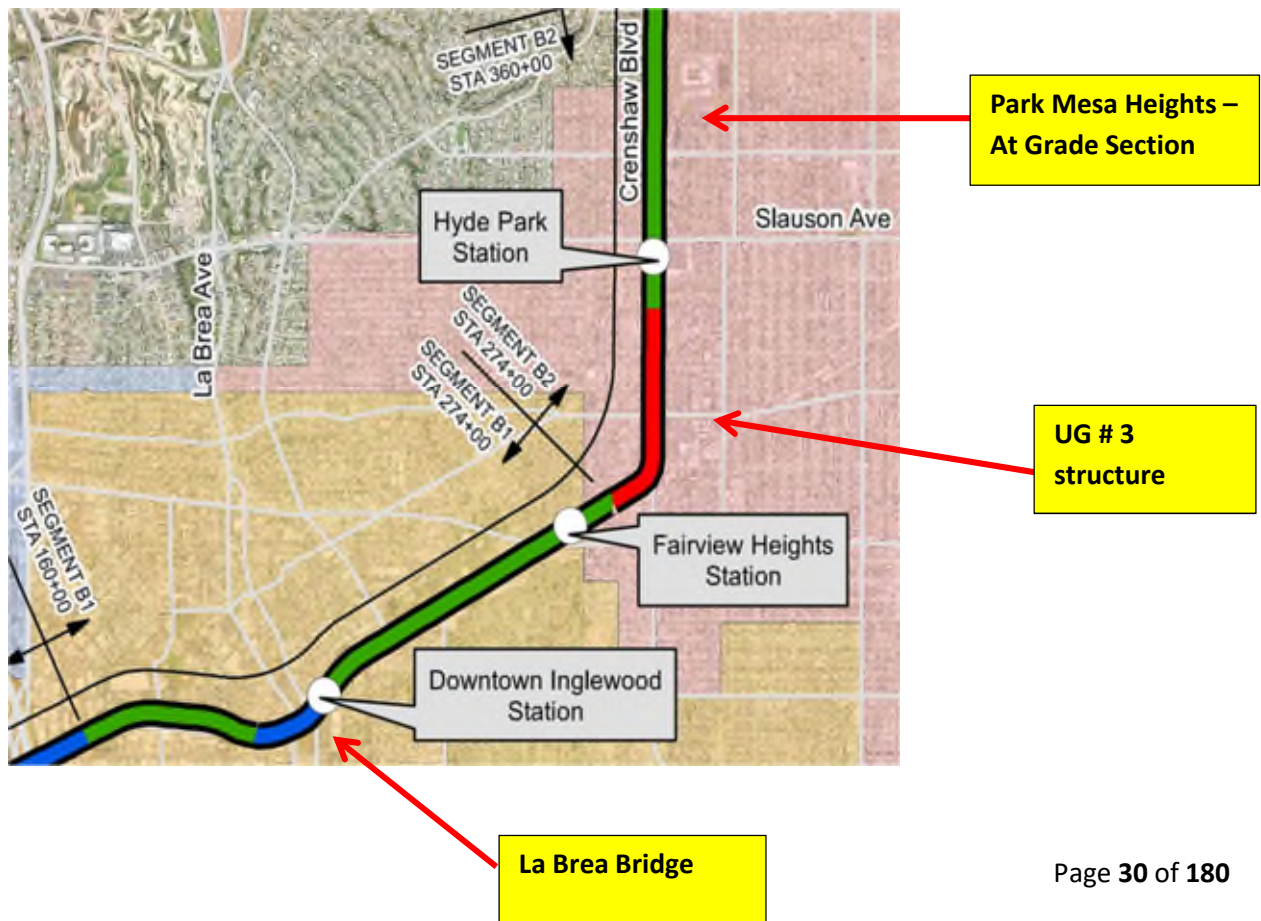 SEGMENT B2
STA 360+00
Crenshaw Blvd
Park Mesa Heights –
At Grade Section
Hyde Park
Station
Slauson Ave
La Brea Ave
SEGMENT B2
STA 274+00
SEGMENT B1
STA 274+00
UG # 3
structure
SEGMENT B1
STA 160+00
Fairview Heights
Station
Downtown Inglewood
Station
La Brea Bridge
Page 30 of 180